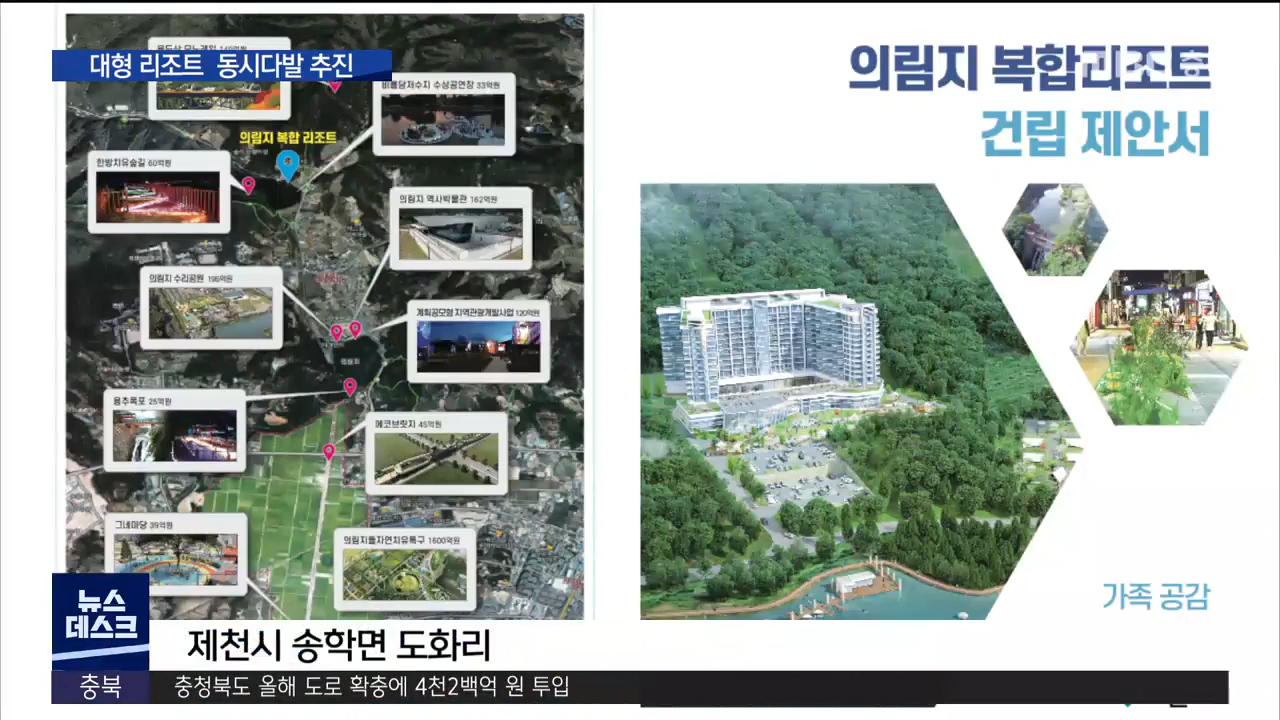 대형 리조트 동시다발 추진
비룡담저수지 수상공연장 33억원
의림지 복합 리조트
한방치유숲길 60억원
의림지 역사박물관 162억원
의림지 수리공원 196억원
계획공모형 지역관광개발사업 120억원
의림지
용추폭포 25억원
에코브릿지 45억원
그네마당 39억원
의림지뜰자연치유특구 1600억원
의림지 복합리조트
건립 제안서
가족 공감
뉴스
데스크
제천시 송학면 도화리
충북
충청북도 올해 도로 확충에 4천2백억 원 투입